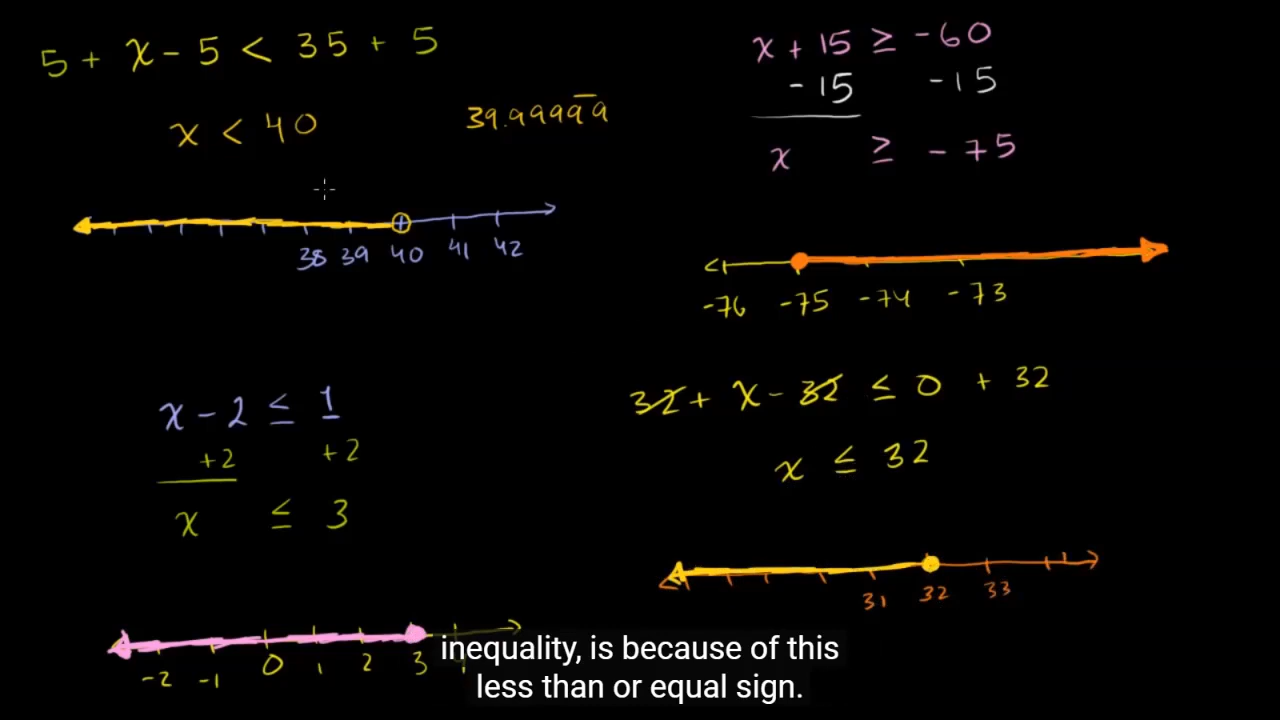 5 + x - 5 < 35 + 5
x < 40
39.9999̅9
38 39 40 41 42
x + 15 ≥ -60
-15 -15
x ≥ -75
-76 -75 -74 -73
x - 2 ≤ 1
+2 +2
x ≤ 3
-2 -1 0 1 2 3
32 + x - 32 ≤ 0 + 32
x ≤ 32
31 32 33
inequality, is because of this
less than or equal sign.